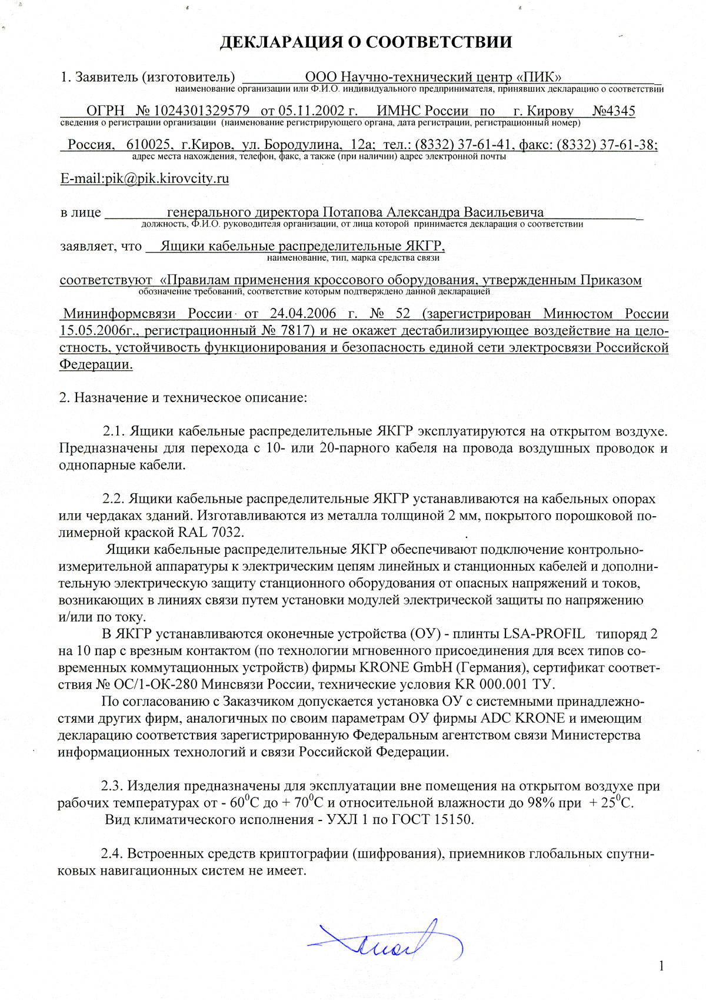 ДЕКЛАРАЦИЯ О СООТВЕТСТВИИ
1. Заявитель (изготовитель) ООО Научно-технический центр «ПИК»
наименование организации или Ф.И.О. индивидуального предпринимателя, принявших декларацию о соответствии
ОГРН № 1024301329579 от 05.11.2002 г. ИМНС России по г. Кирову №4345
сведения о регистрации организации (наименование регистрирующего органа, дата регистрации, регистрационный номер)
Россия, 610025, г.Киров, ул. Бородулина, 12а; тел.: (8332) 37-61-41, факс: (8332) 37-61-38;
адрес места нахождения, телефон, факс, а также (при наличии) адрес электронной почты
E-mail:pik@pik.kirovcity.ru
в лице генерального директора Потапова Александра Васильевича
должность, Ф.И.О. руководителя организации, от лица которой принимается декларация о соответствии
заявляет, что Ящики кабельные распределительные ЯКГР,
наименование, тип, марка средства связи
соответствуют «Правилам применения кроссового оборудования, утвержденным Приказом
обозначение требований, соответствие которым подтверждено данной декларацией
Мининформсвязи России от 24.04.2006 г. № 52 (зарегистрирован Минюстом России
15.05.2006г., регистрационный № 7817) и не окажет дестабилизирующее воздействие на цело-
стность, устойчивость функционирования и безопасность единой сети электросвязи Российской
Федерации.
2. Назначение и техническое описание:
2.1. Ящики кабельные распределительные ЯКГР эксплуатируются на открытом воздухе.
Предназначены для перехода с 10- или 20-парного кабеля на провода воздушных проводок и
однопарные кабели.
2.2. Ящики кабельные распределительные ЯКГР устанавливаются на кабельных опорах
или чердаках зданий. Изготавливаются из металла толщиной 2 мм, покрытого порошковой по-
лимерной краской RAL 7032.
Ящики кабельные распределительные ЯКГР обеспечивают подключение контрольно-
измерительной аппаратуры к электрическим цепям линейных и станционных кабелей и дополни-
тельную электрическую защиту станционного оборудования от опасных напряжений и токов,
возникающих в линиях связи путем установки модулей электрической защиты по напряжению
и/или по току.
В ЯКГР устанавливаются оконечные устройства (ОУ) - плинты LSA-PROFIL типоряд 2
на 10 пар с врезным контактом (по технологии мгновенного присоединения для всех типов со-
временных коммутационных устройств) фирмы KRONE GmbH (Германия), сертификат соответ-
ствия № ОС/1-ОК-280 Минсвязи России, технические условия KR 000.001 ТУ.
По согласованию с Заказчиком допускается установка ОУ с системными принадлежно-
стями других фирм, аналогичных по своим параметрам ОУ фирмы ADC KRONE и имеющим
декларацию соответствия зарегистрированную Федеральным агентством связи Министерства
информационных технологий и связи Российской Федерации.
2.3. Изделия предназначены для эксплуатации вне помещения на открытом воздухе при
рабочих температурах от - 60⁰С до + 70⁰С и относительной влажности до 98% при + 25⁰С.
Вид климатического исполнения - УХЛ 1 по ГОСТ 15150.
2.4. Встроенных средств криптографии (шифрования), приемников глобальных спутни-
ковых навигационных систем не имеет.
1